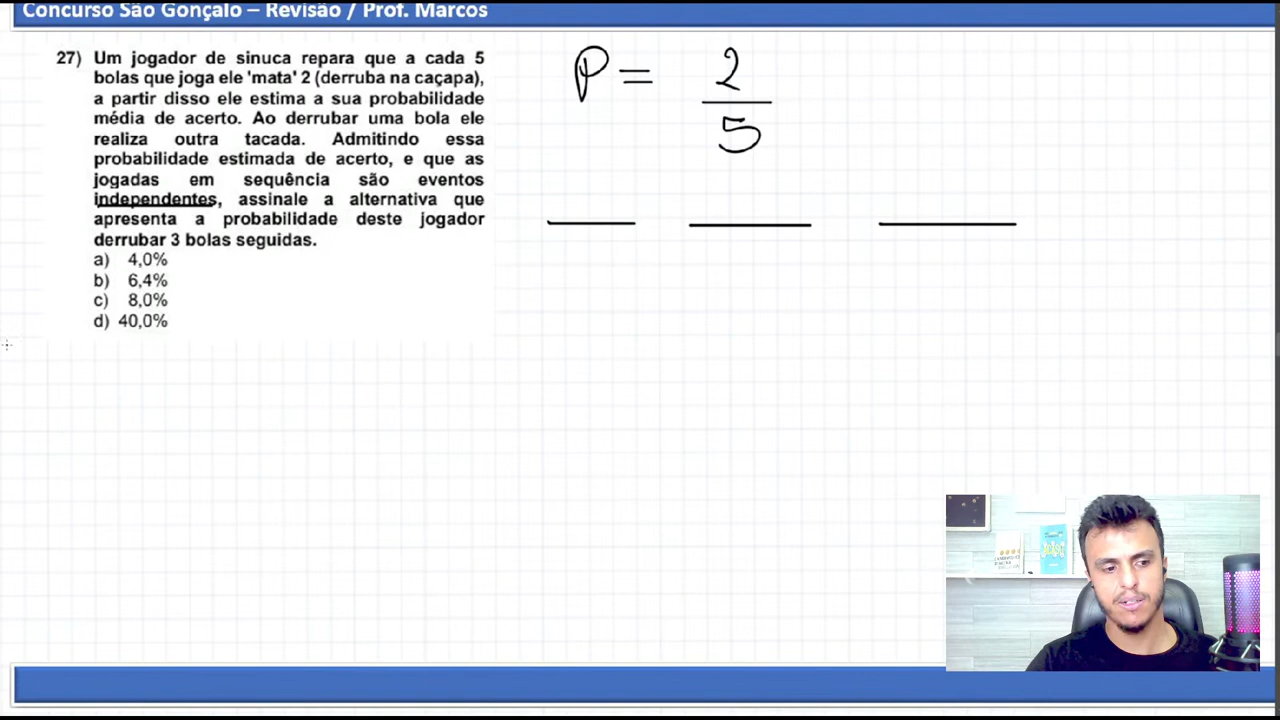 Concurso São Gonçalo – Revisão / Prof. Marcos
27) Um jogador de sinuca repara que a cada 5
bolas que joga ele 'mata' 2 (derruba na caçapa),
a partir disso ele estima a sua probabilidade
média de acerto. Ao derrubar uma bola ele
realiza outra tacada. Admitindo essa
probabilidade estimada de acerto, e que as
jogadas em sequência são eventos
independentes, assinale a alternativa que
apresenta a probabilidade deste jogador
derrubar 3 bolas seguidas.
a) 4,0%
b) 6,4%
c) 8,0%
d) 40,0%
P = 2
5